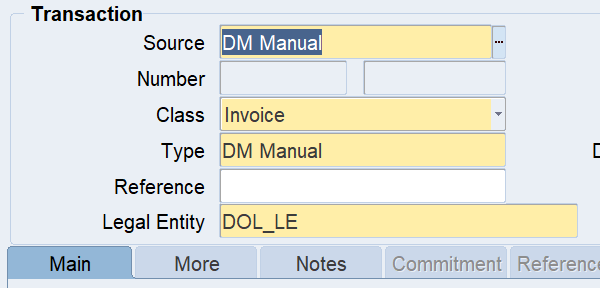 Transaction
Source DM Manual ...
Number
Class Invoice
Type DM Manual
Reference
Legal Entity DOL_LE
Main More Notes Commitment Reference